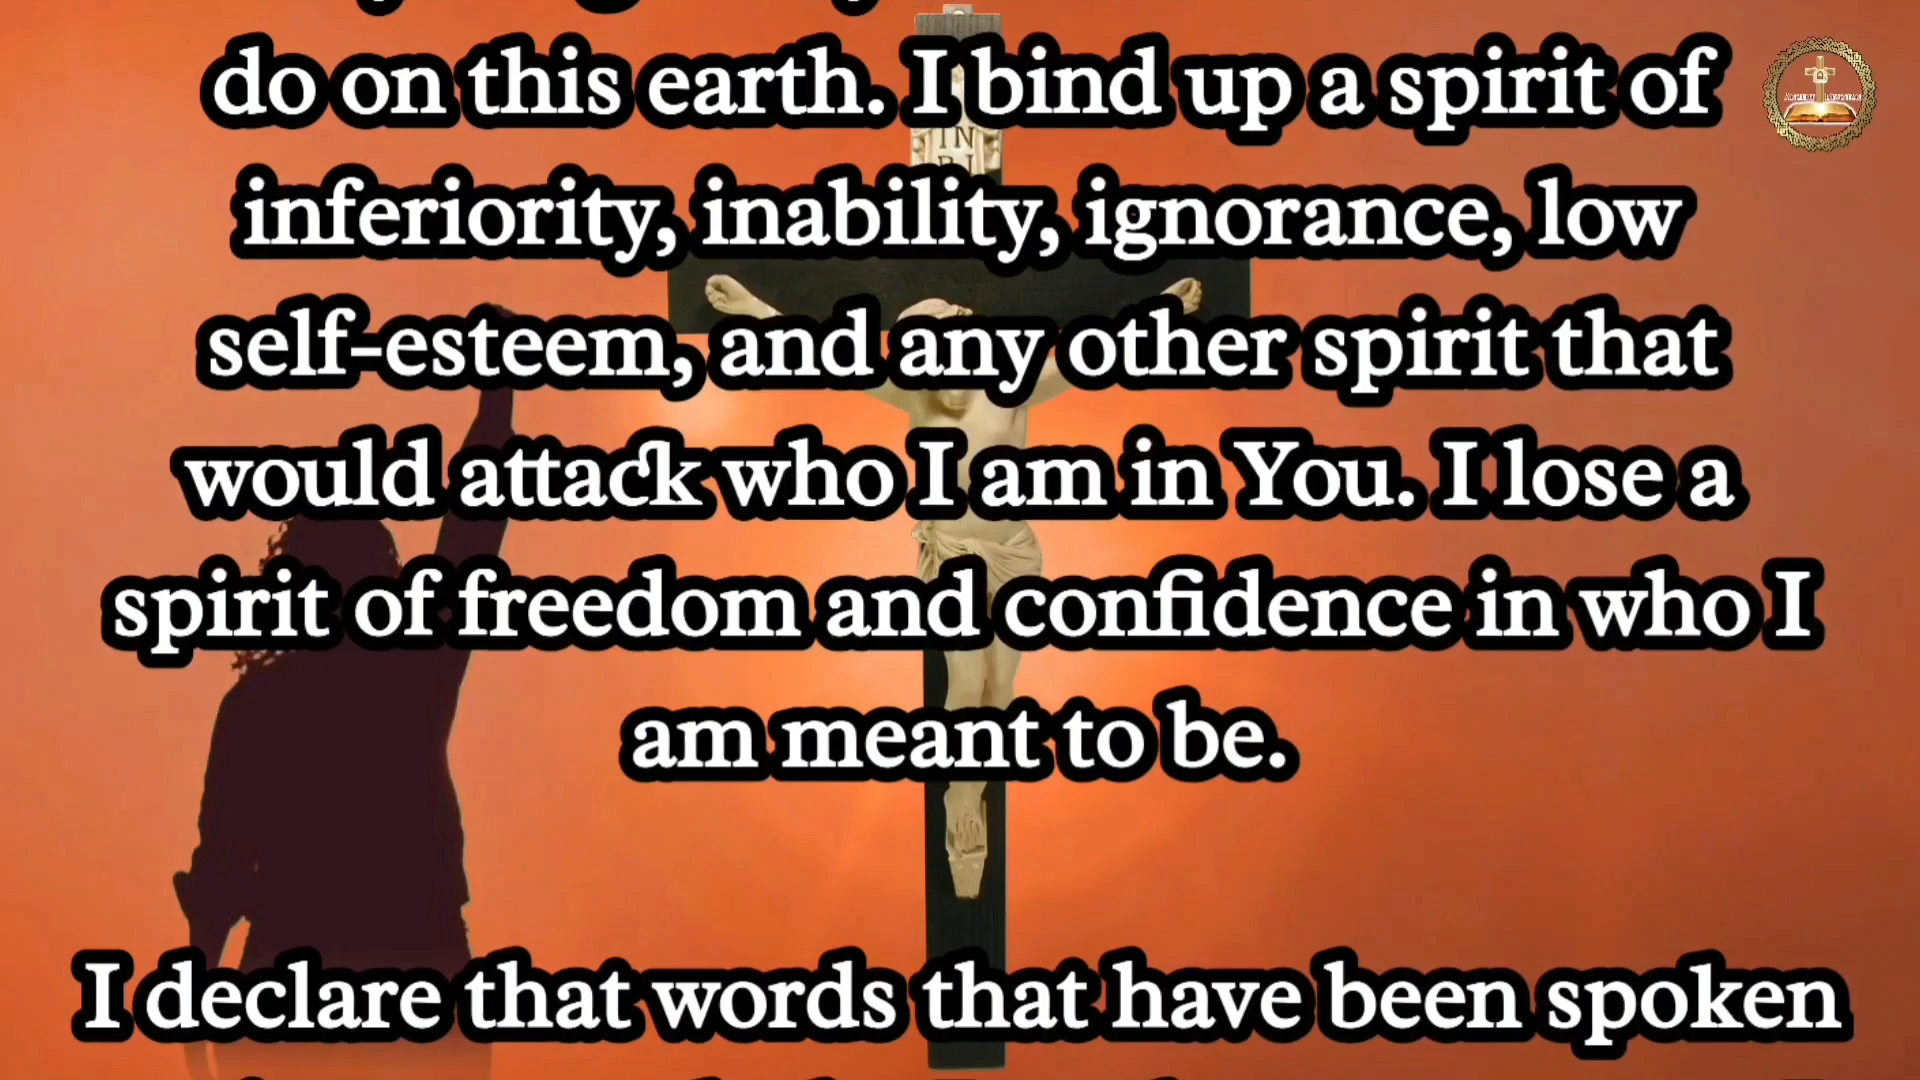 do on this earth. I bind up a spirit of
IN
RI
inferiority, inability, ignorance, low
self-esteem, and any other spirit that
would attack who I am in You. I lose a
spirit of freedom and confidence in who I
am meant to be.
I declare that words that have been spoken